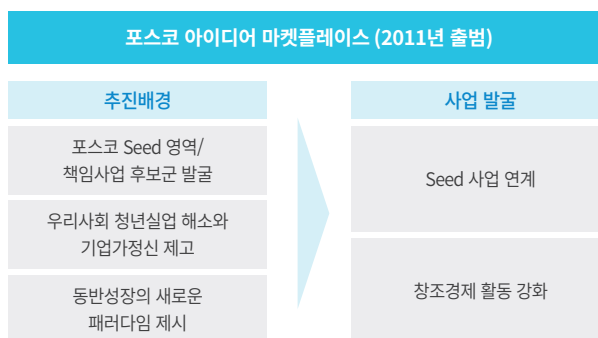 포스코 아이디어 마켓플레이스 (2011년 출범)
추진배경
포스코 Seed 영역/
책임사업 후보군 발굴
우리사회 청년실업 해소와
기업가정신 제고
동반성장의 새로운
패러다임 제시
사업 발굴
Seed 사업 연계
창조경제 활동 강화